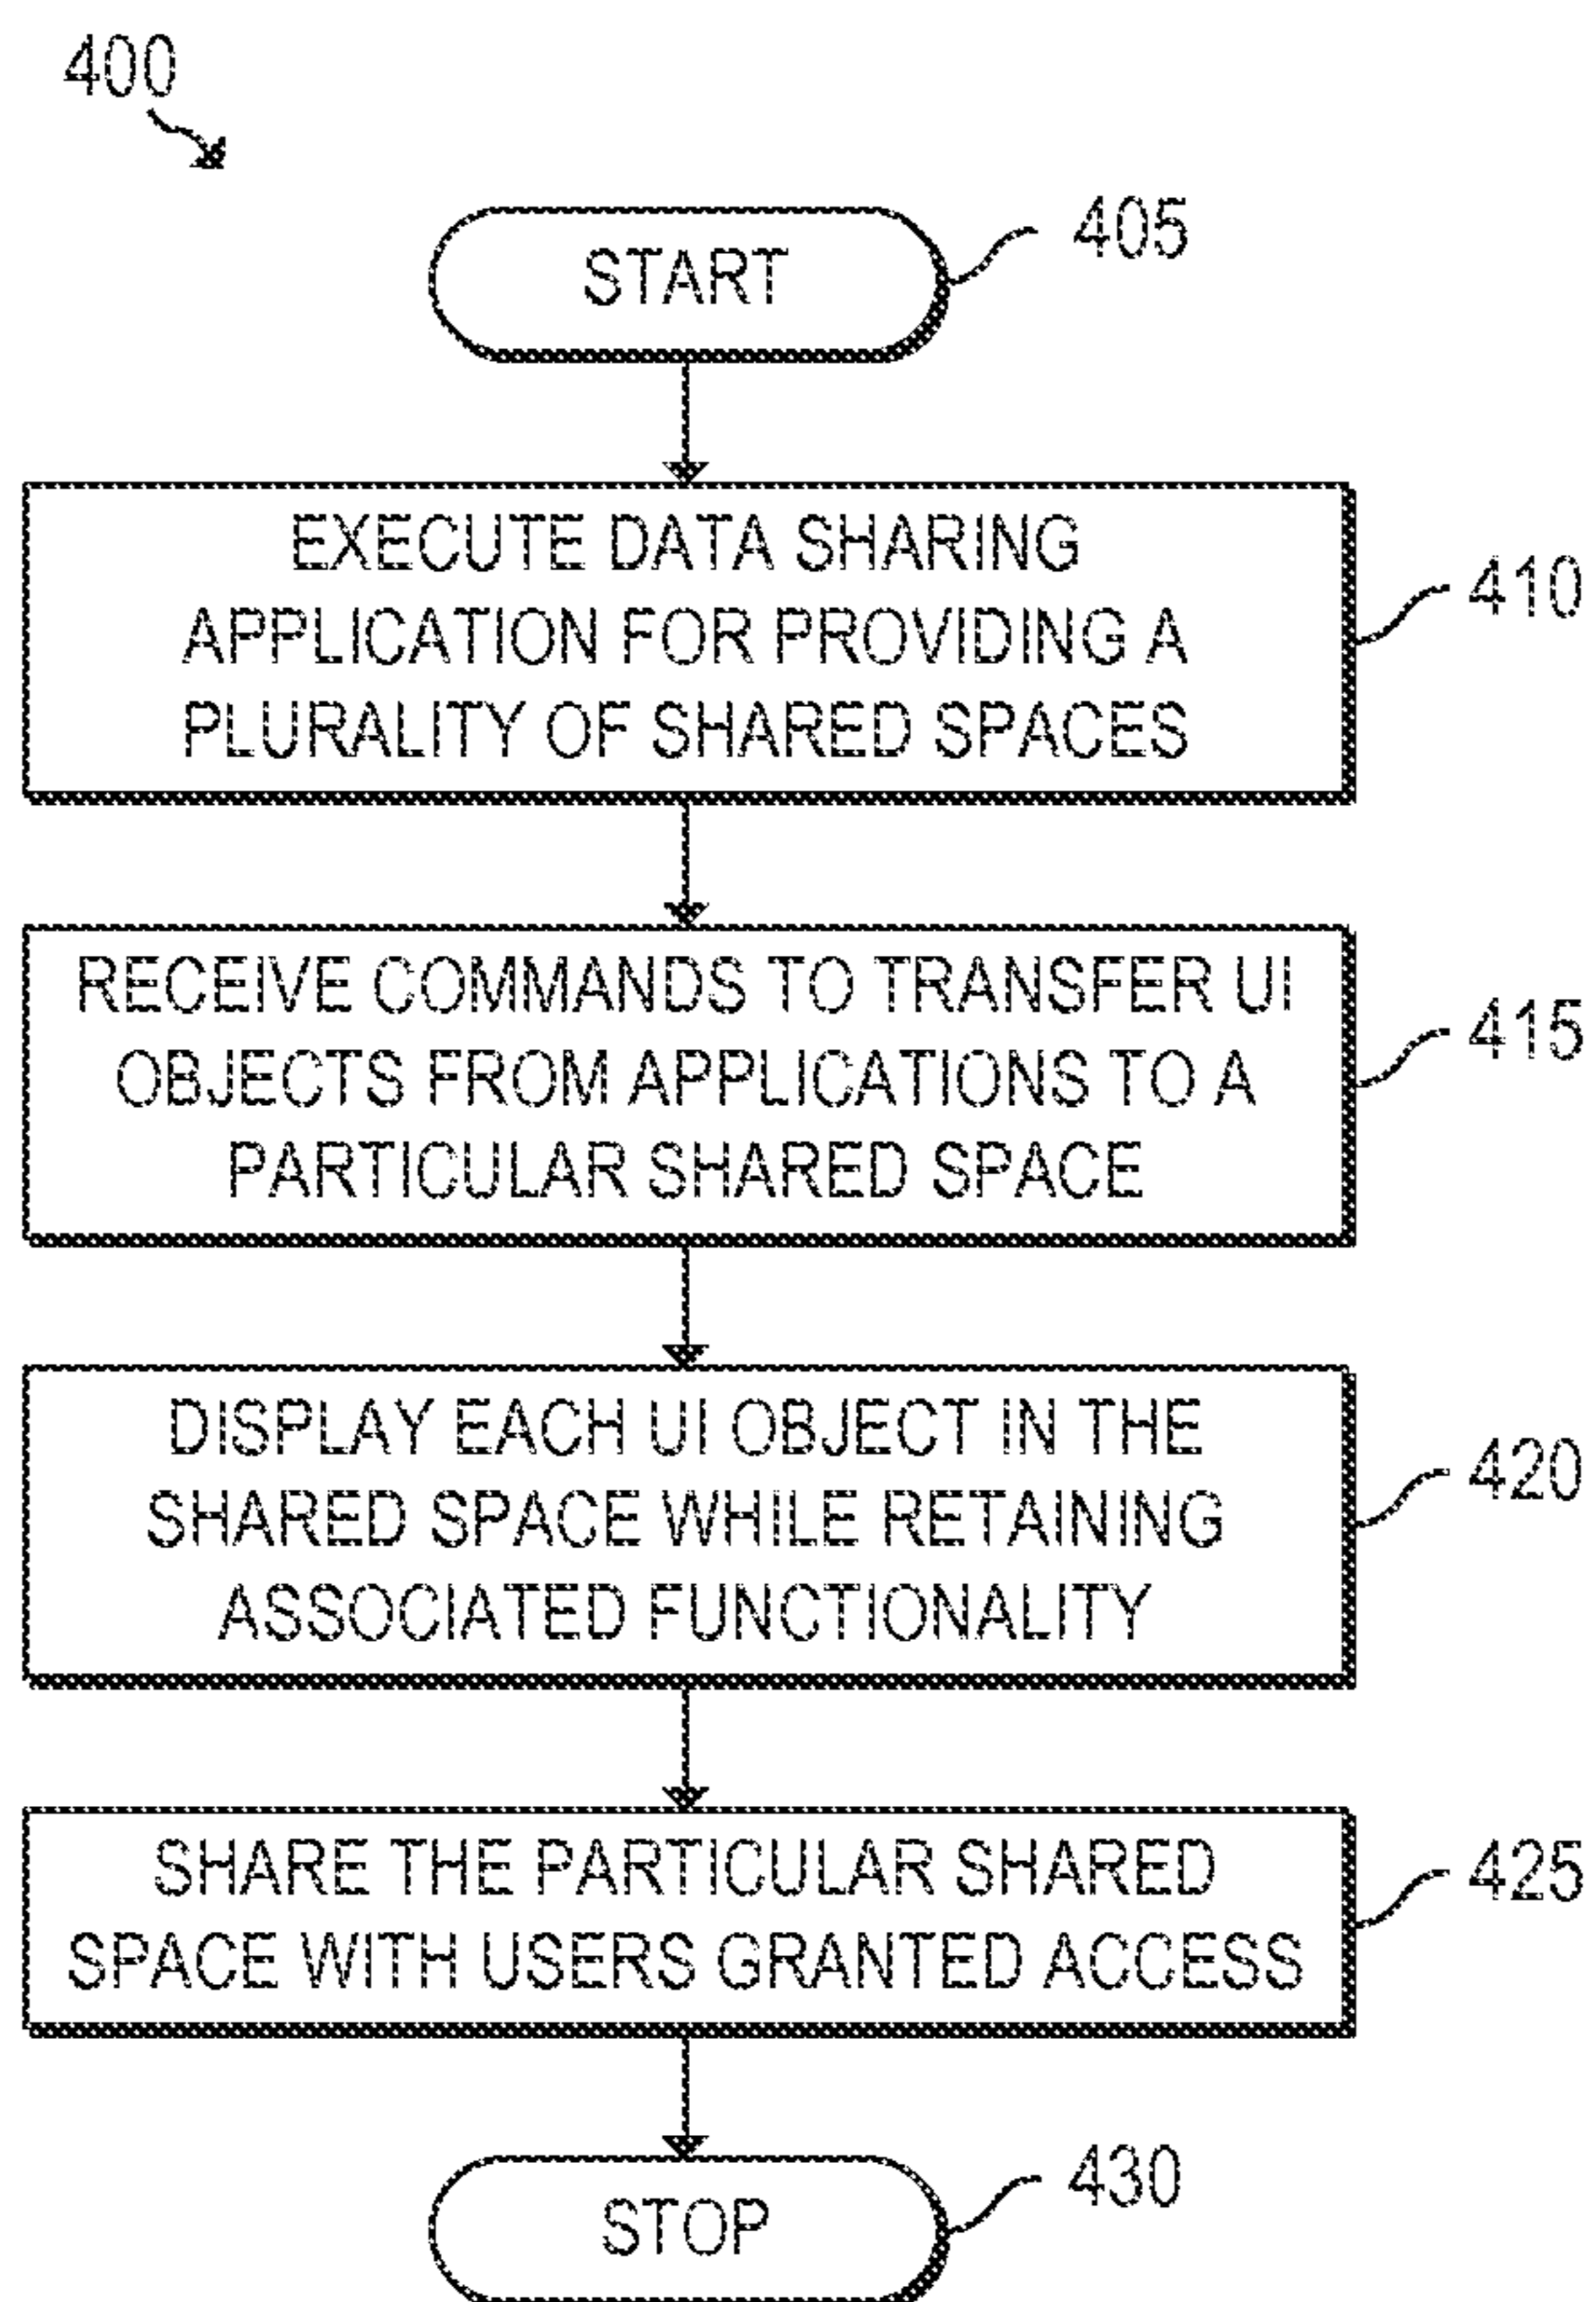 400
START
405
EXECUTE DATA SHARING
APPLICATION FOR PROVIDING A
PLURALITY OF SHARED SPACES
410
RECEIVE COMMANDS TO TRANSFER UI
OBJECTS FROM APPLICATIONS TO A
PARTICULAR SHARED SPACE
415
DISPLAY EACH UI OBJECT IN THE
SHARED SPACE WHILE RETAINING
ASSOCIATED FUNCTIONALITY
420
SHARE THE PARTICULAR SHARED
SPACE WITH USERS GRANTED ACCESS
425
STOP
430